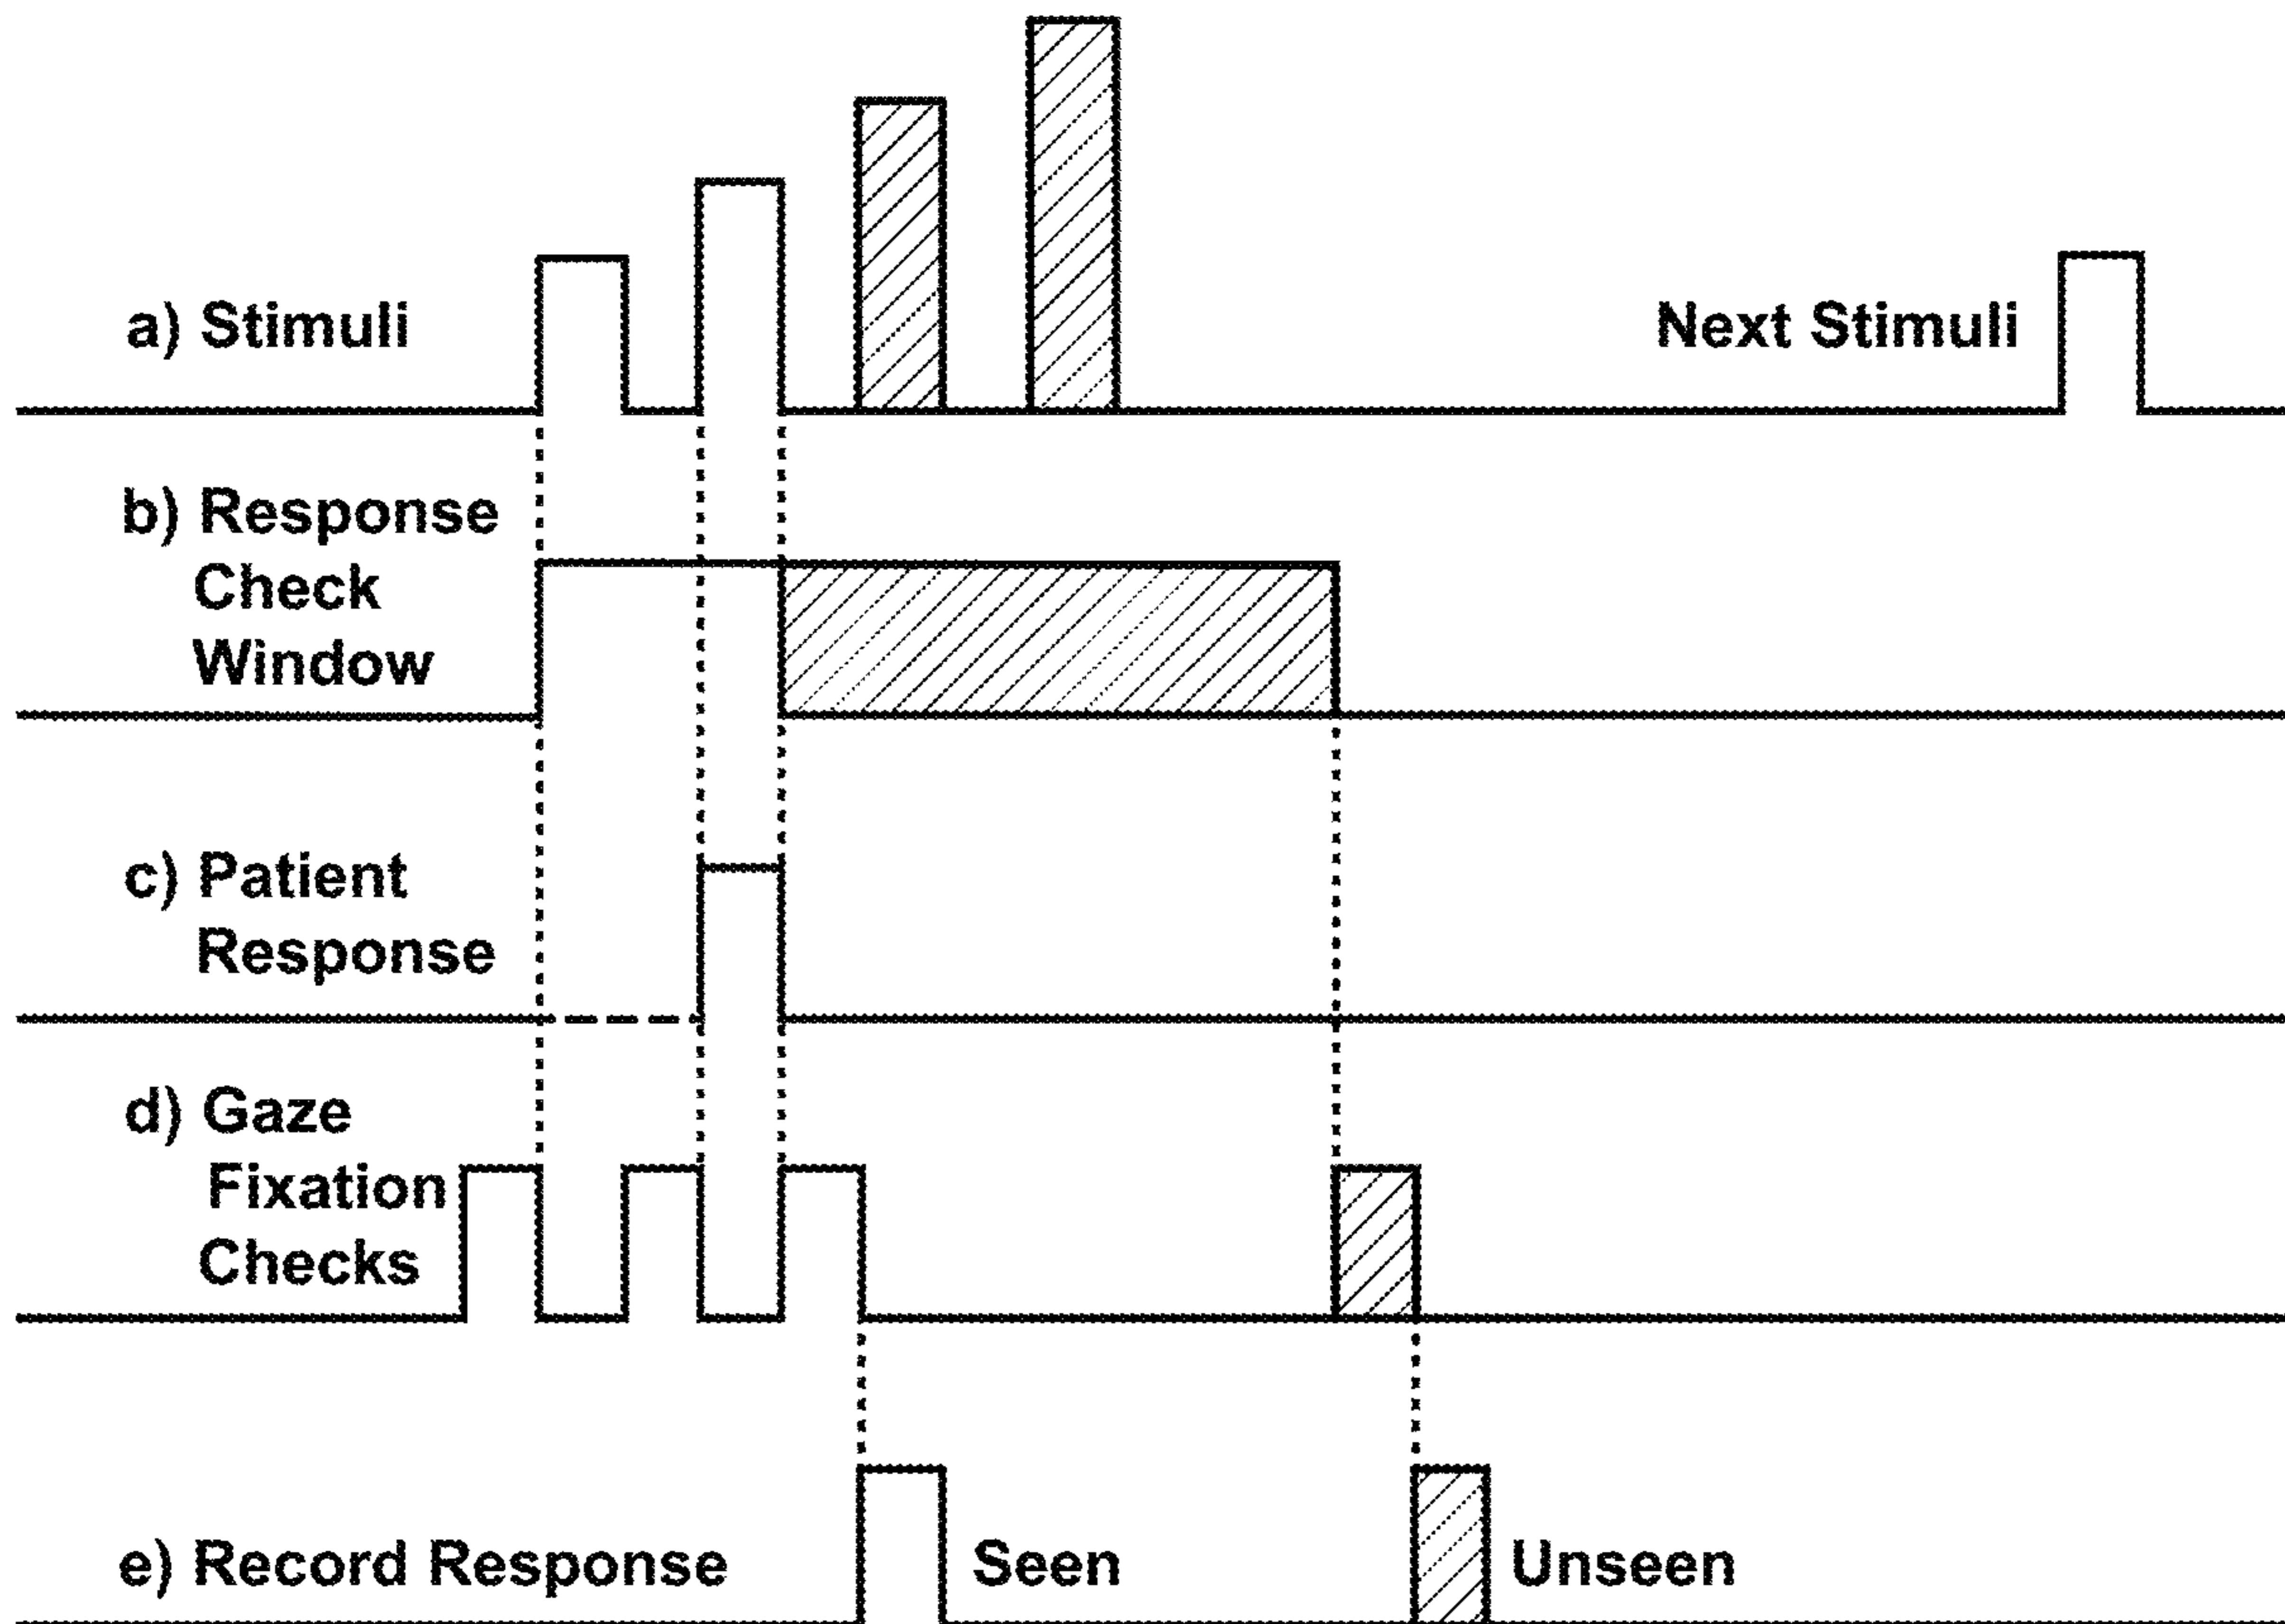 a) Stimuli
Next Stimuli
b) Response
Check
Window
c) Patient
Response
d) Gaze
Fixation
Checks
e) Record Response
Seen
Unseen